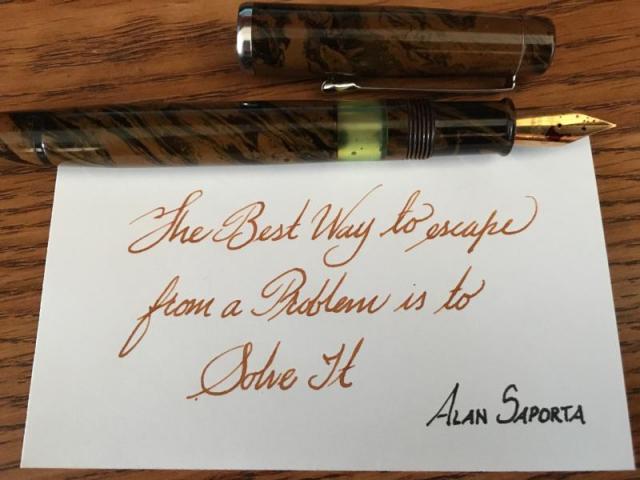 The Best Way to escape
from a Problem is to
Solve It
ALAN SAPORTA